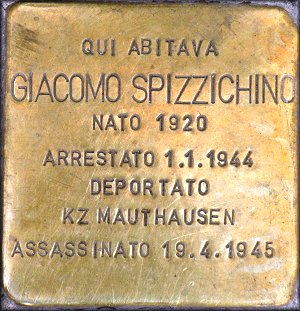 QUI ABITAVA
GIACOMO SPIZZICHINO
NATO 1920
ARRESTATO 1.1.1944
DEPORTATO
KZ MAUTHAUSEN
ASSASSINATO 19.4.1945